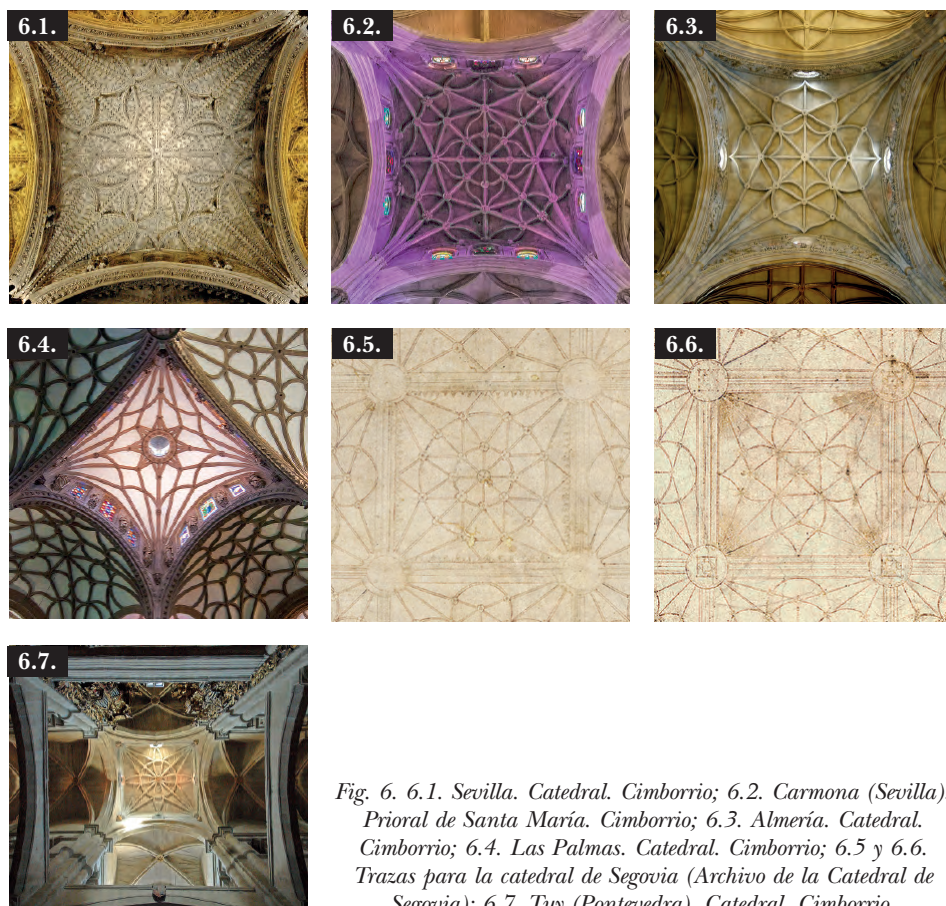 6.1.
6.2.
6.3.
6.4.
6.5.
6.6.
6.7.
Fig. 6. 6.1. Sevilla. Catedral. Cimborrio; 6.2. Carmona (Sevilla).
Prioral de Santa María. Cimborrio; 6.3. Almería. Catedral.
Cimborrio; 6.4. Las Palmas. Catedral. Cimborrio; 6.5 y 6.6.
Trazas para la catedral de Segovia (Archivo de la Catedral de
Segovia); 6.7. Tuy (Pontevedra). Catedral. Cimborrio